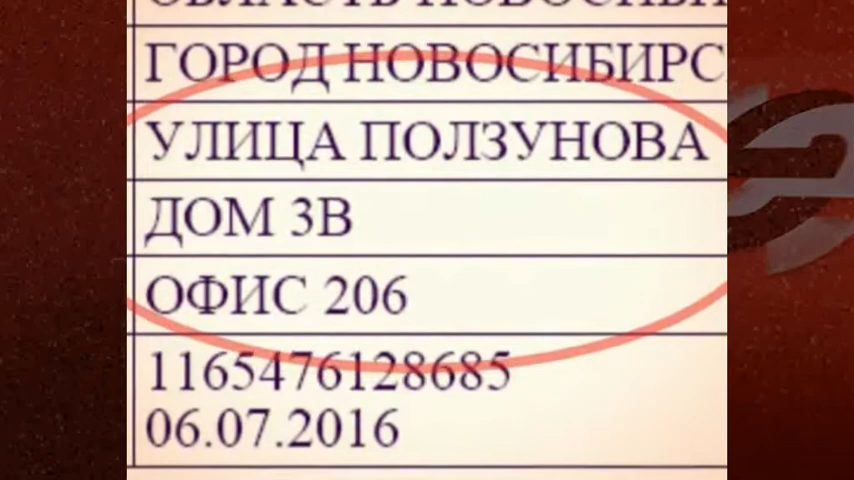 ГОРОД НОВОСИБИРС
УЛИЦА ПОЛЗУНОВА
ДОМ 3В
ОФИС 206
1165476128685
06.07.2016